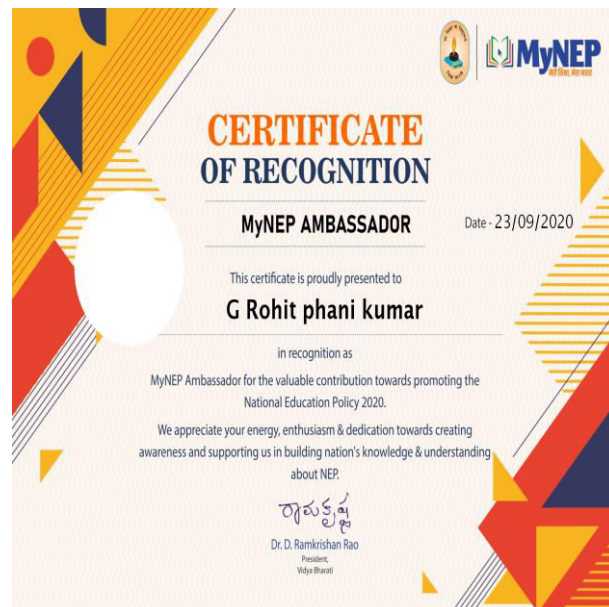 MyNEP
CERTIFICATE
OF RECOGNITION
MyNEP AMBASSADOR
Date - 23/09/2020
This certificate is proudly presented to
G Rohit phani kumar
in recognition as
MyNEP Ambassador for the valuable contribution towards promoting the
National Education Policy 2020.
We appreciate your energy, enthusiasm & dedication towards creating
awareness and supporting us in building nation's knowledge & understanding
about NEP.
రామకృష్ణ
Dr. D. Ramkrishan Rao
President,
Vidya Bharati